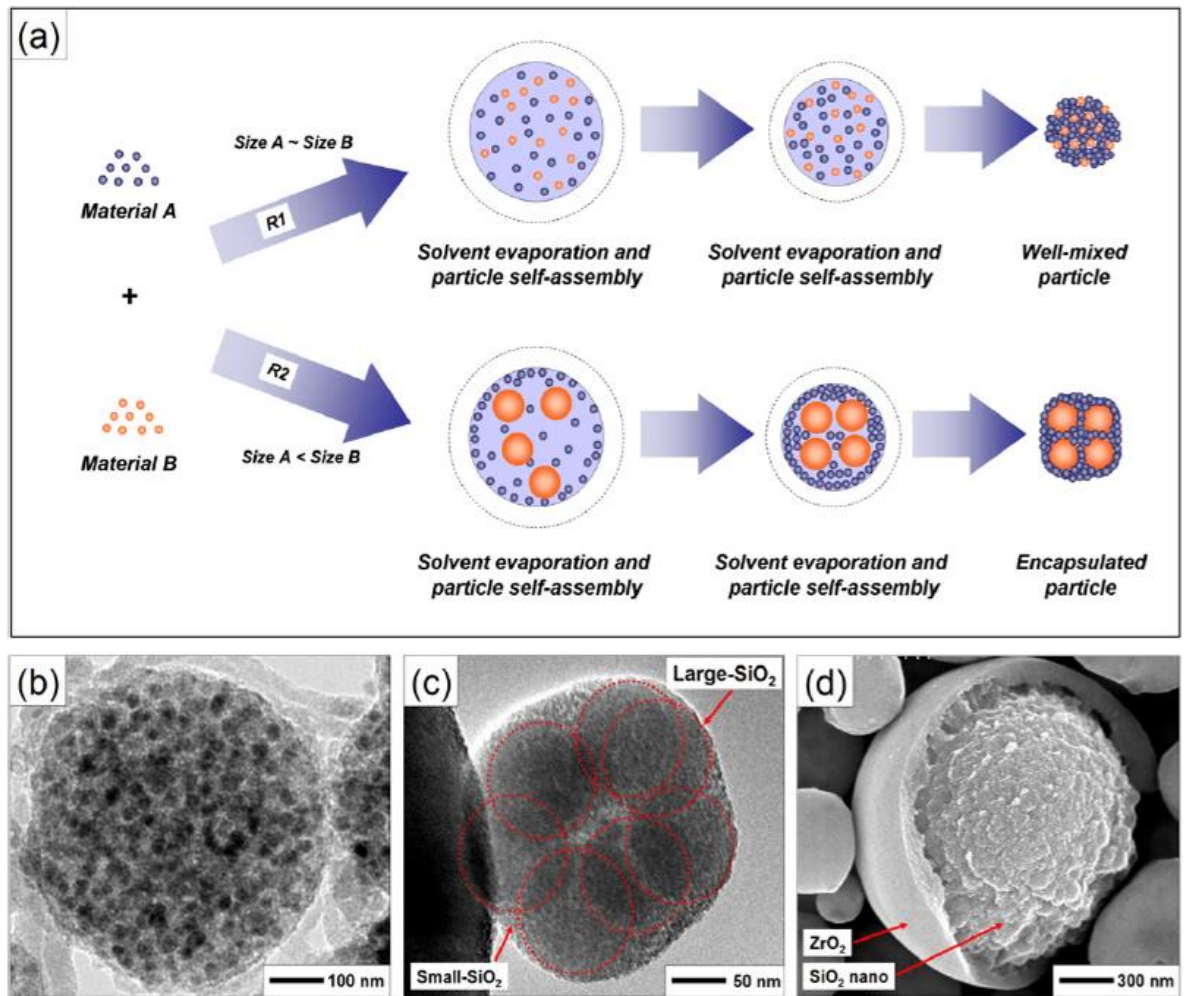 (a)
Size A ~ Size B
R1
Material A
+
Material B
R2
Size A < Size B
Solvent evaporation and
particle self-assembly
Solvent evaporation and
particle self-assembly
Well-mixed
particle
Solvent evaporation and
particle self-assembly
Solvent evaporation and
particle self-assembly
Encapsulated
particle
(b)
100 nm
(c)
Large-SiO₂
Small-SiO₂
50 nm
(d)
ZrO₂
SiO₂ nano
300 nm